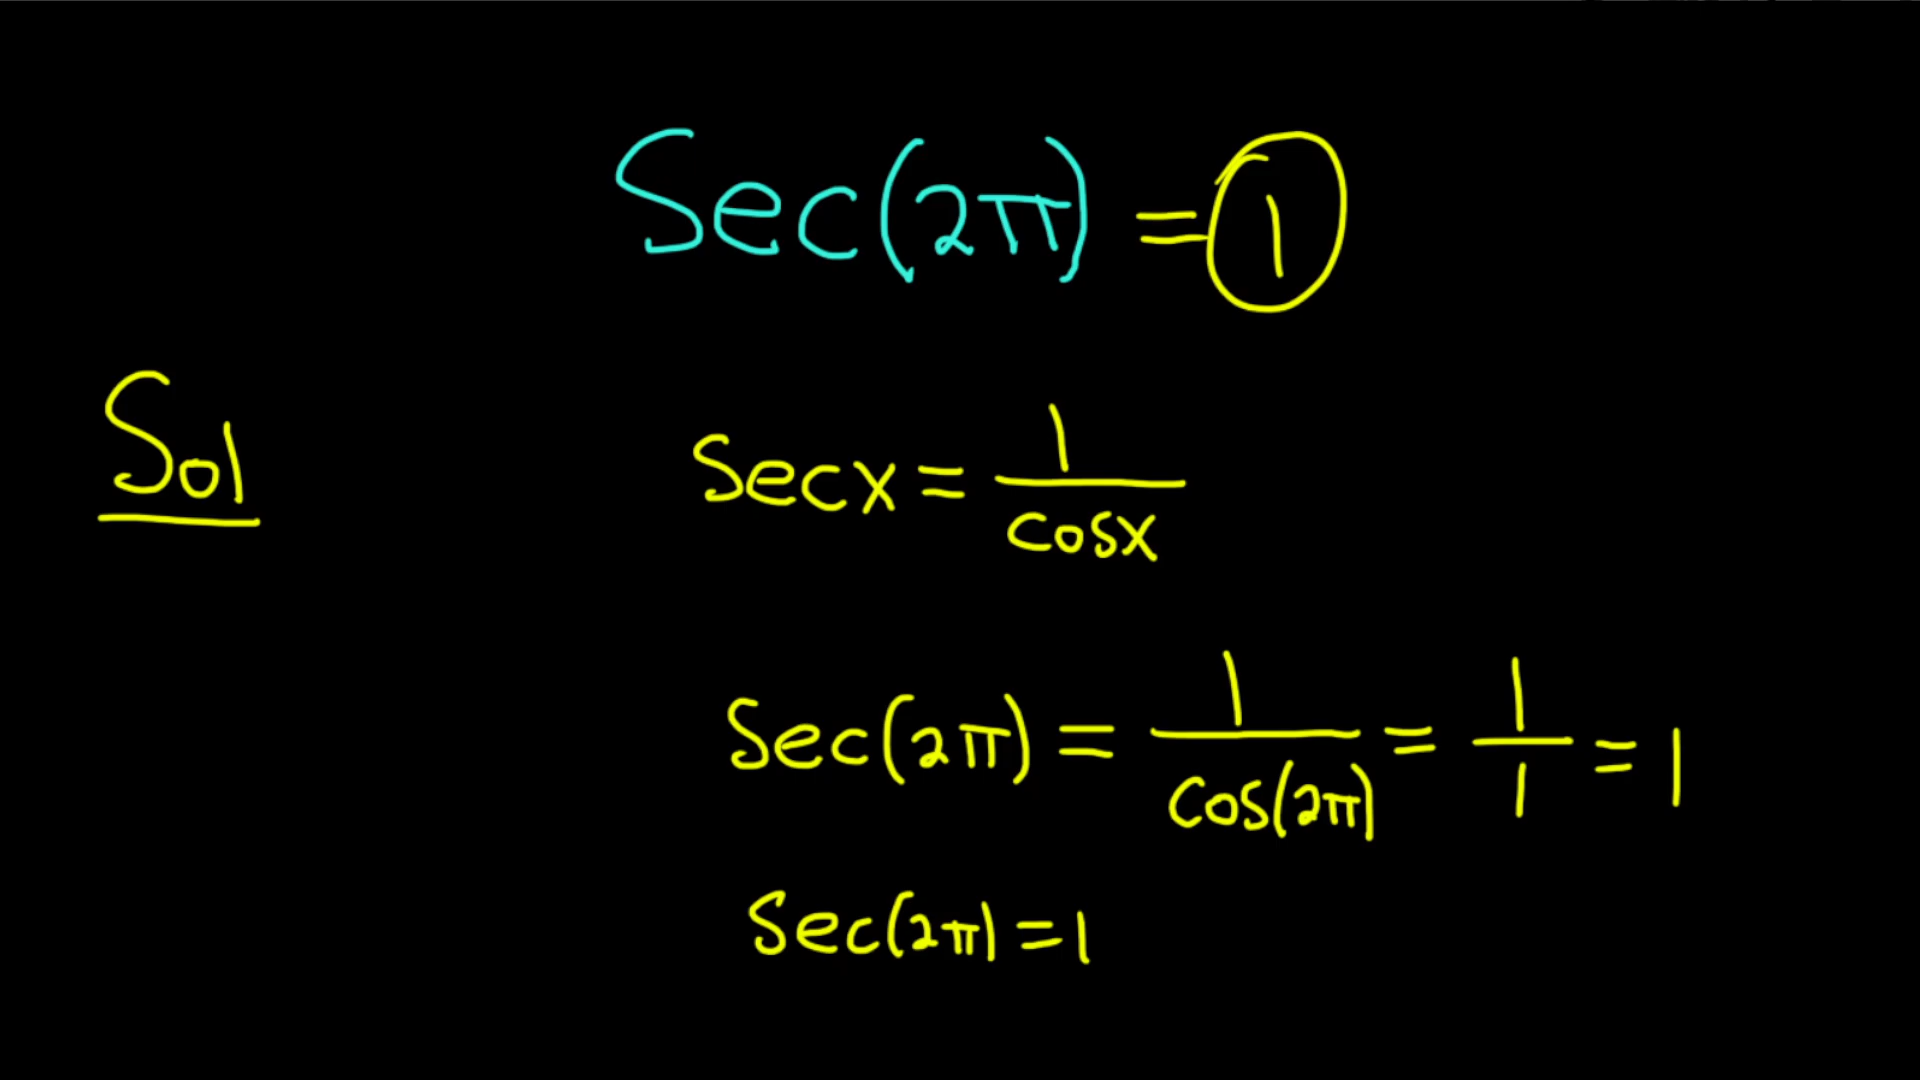 Sec(2π) = 1
Sol
Secx = 1/cosx
Sec(2π) = 1/cos(2π) = 1/1 = 1
Sec(2π) = 1